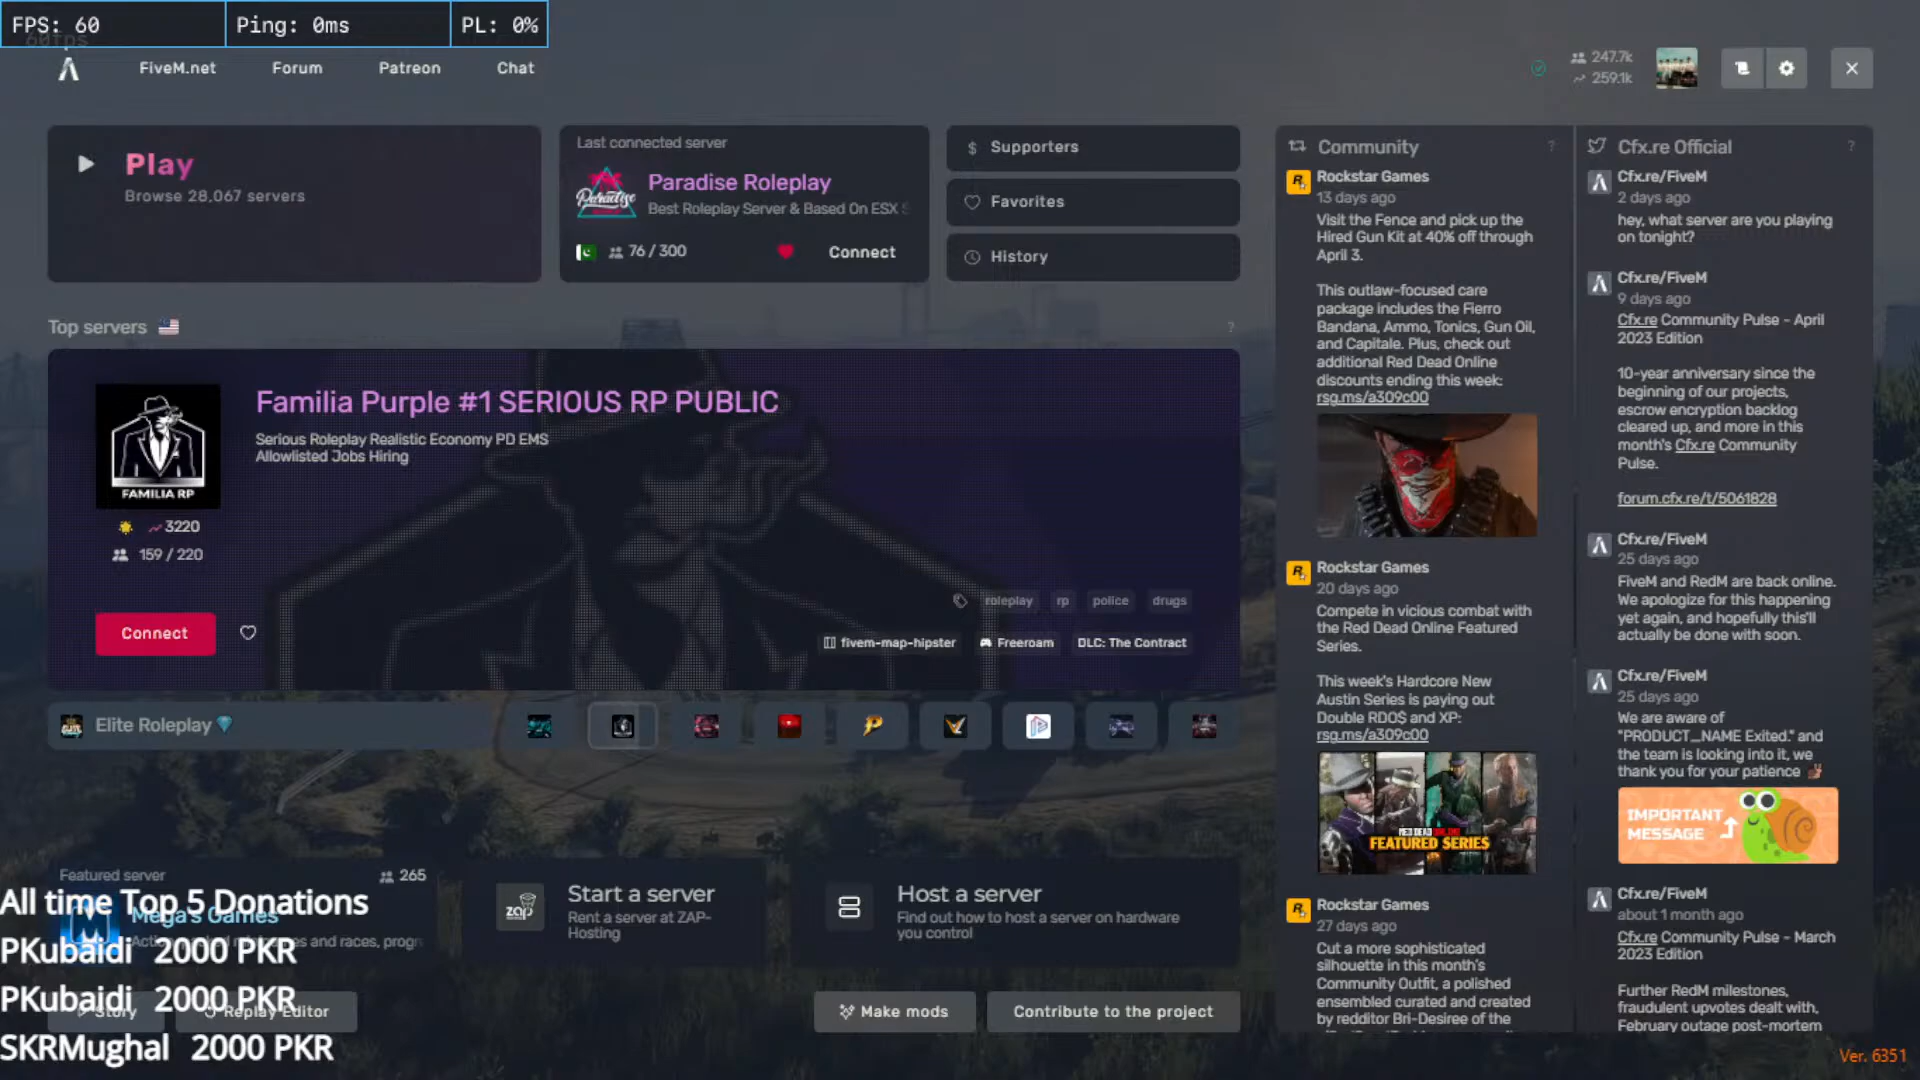 FPS: 60
Ping: 0ms
PL: 0%
60fps
FiveM.net
Forum
Patreon
Chat
247.7k
259.1k
Play
Browse 28,067 servers
Last connected server
Paradise
Paradise Roleplay
Best Roleplay Server & Based On ESX
76 / 300
Connect
Supporters
Favorites
History
Top servers
?
FAMILIA RP
Familia Purple #1 SERIOUS RP PUBLIC
Serious Roleplay Realistic Economy PD EMS
Allowlisted Jobs Hiring
3220
159 / 220
Connect
roleplay
rp
police
drugs
fivem-map-hipster
Freeroam
DLC: The Contract
Elite Roleplay
Featured server
265
Mega's Games
and races, progr
Start a server
Rent a server at ZAP-
Hosting
zap
Host a server
Find out how to host a server on hardware
you control
Story
Replay Editor
Make mods
Contribute to the project
All time Top 5 Donations
PKubaidi 2000 PKR
PKubaidi 2000 PKR
SKRMughal 2000 PKR
Community
?
Rockstar Games
13 days ago
Visit the Fence and pick up the
Hired Gun Kit at 40% off through
April 3.
This outlaw-focused care
package includes the Fierro
Bandana, Ammo, Tonics, Gun Oil,
and Capitale. Plus, check out
additional Red Dead Online
discounts ending this week:
rsg.ms/a309c00
Rockstar Games
20 days ago
Compete in vicious combat with
the Red Dead Online Featured
Series.
This week's Hardcore New
Austin Series is paying out
Double RDO$ and XP:
rsg.ms/a309c00
RED DEAD ONLINE
FEATURED SERIES
Rockstar Games
27 days ago
Cut a more sophisticated
silhouette in this month's
Community Outfit, a polished
ensembled curated and created
by redditor Bri-Desiree of the
Cfx.re Official
?
Cfx.re/FiveM
2 days ago
hey, what server are you playing
on tonight?
Cfx.re/FiveM
9 days ago
Cfx.re Community Pulse - April
2023 Edition
10-year anniversary since the
beginning of our projects,
escrow encryption backlog
cleared up, and more in this
month's Cfx.re Community
Pulse.
forum.cfx.re/t/5061828
Cfx.re/FiveM
25 days ago
FiveM and RedM are back online.
We apologize for this happening
yet again, and hopefully this'll
actually be done with soon.
Cfx.re/FiveM
25 days ago
We are aware of
"PRODUCT_NAME Exited." and
the team is looking into it, we
thank you for your patience
IMPORTANT
MESSAGE
Cfx.re/FiveM
about 1 month ago
Cfx.re Community Pulse - March
2023 Edition
Further RedM milestones,
fraudulent upvotes dealt with,
February outage post-mortem
Ver. 6351